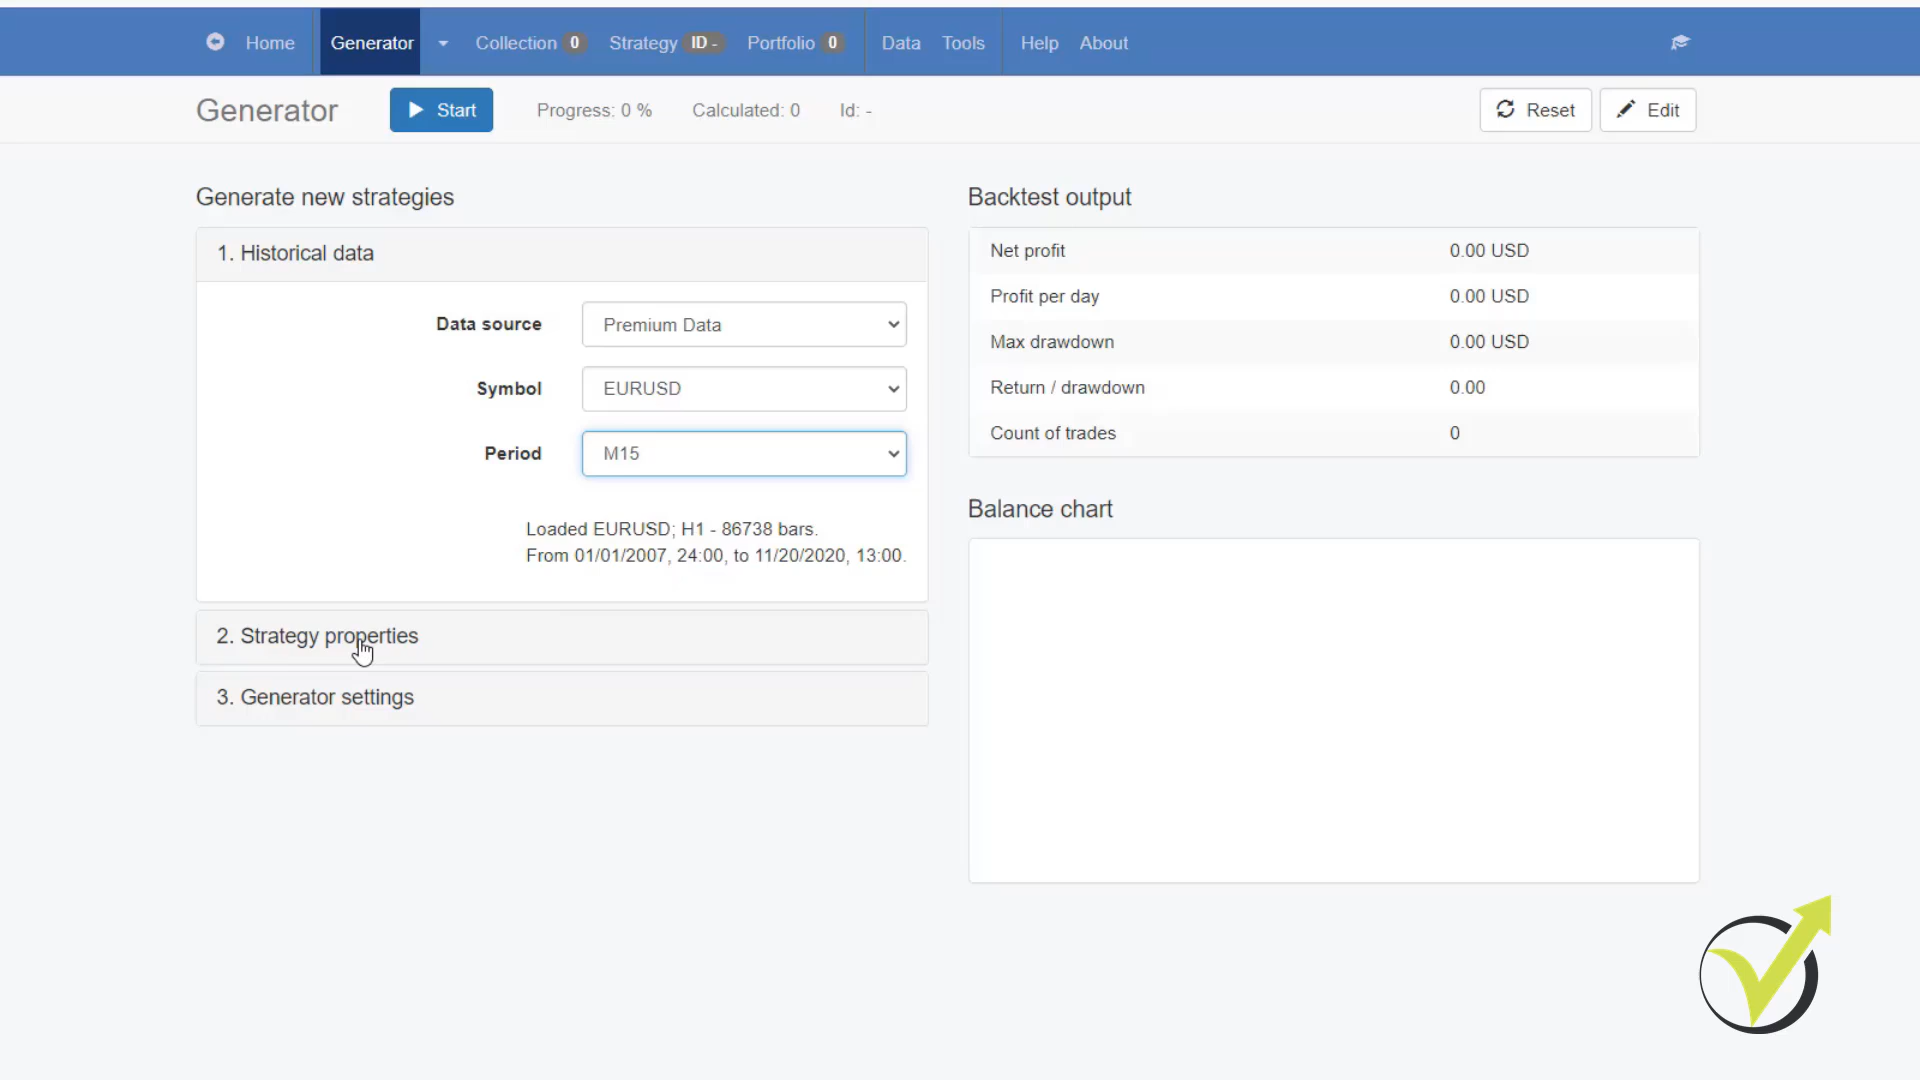 Home
Generator
Collection 0
Strategy ID -
Portfolio 0
Data
Tools
Help
About
Generator
Start
Progress: 0 %
Calculated: 0
Id: -
Reset
Edit
Generate new strategies
1. Historical data
Data source
Premium Data
Symbol
EURUSD
Period
M15
Loaded EURUSD; H1 - 86738 bars.
From 01/01/2007, 24:00, to 11/20/2020, 13:00.
2. Strategy properties
3. Generator settings
Backtest output
Net profit 0.00 USD
Profit per day 0.00 USD
Max drawdown 0.00 USD
Return / drawdown 0.00
Count of trades 0
Balance chart